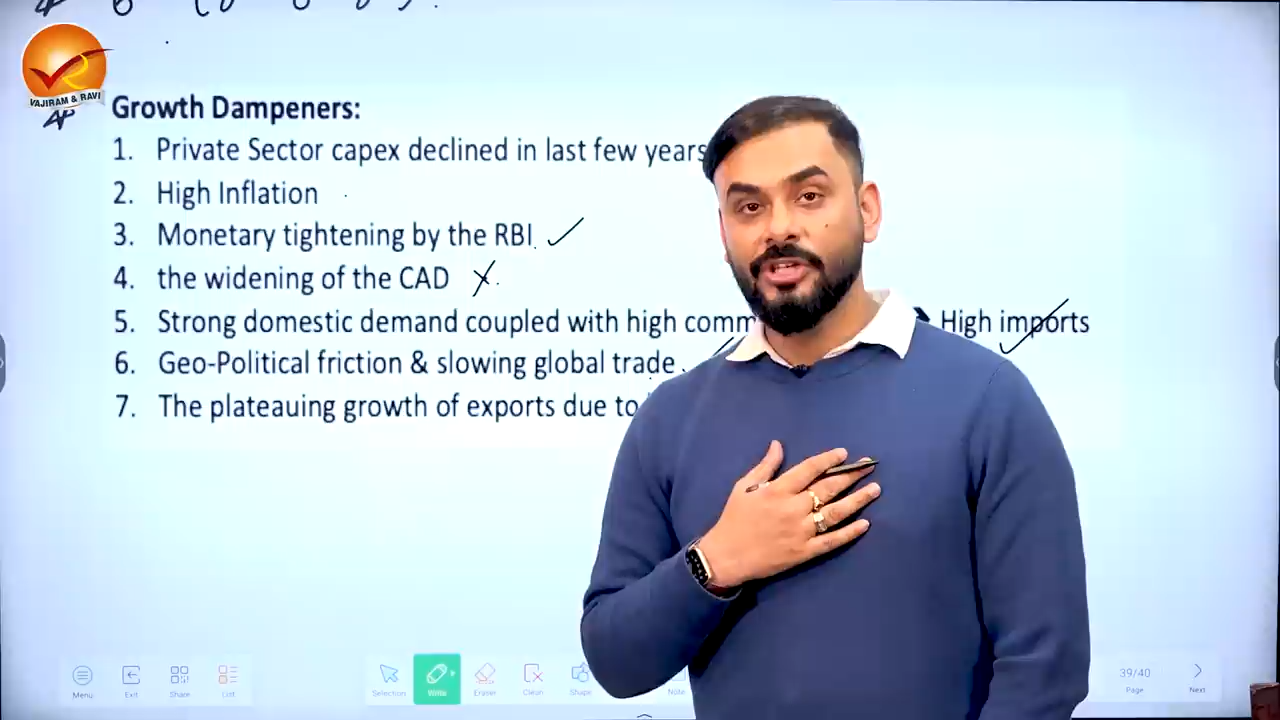 VAJIRAM & RAVI
Growth Dampeners:
1. Private Sector capex declined in last few years
2. High Inflation
3. Monetary tightening by the RBI
4. the widening of the CAD
5. Strong domestic demand coupled with high High imports
6. Geo-Political friction & slowing global trade
7. The plateauing growth of exports due to
Menu Exit Share List Selection Write Eraser Clean Shape Note 39/40 Page Next